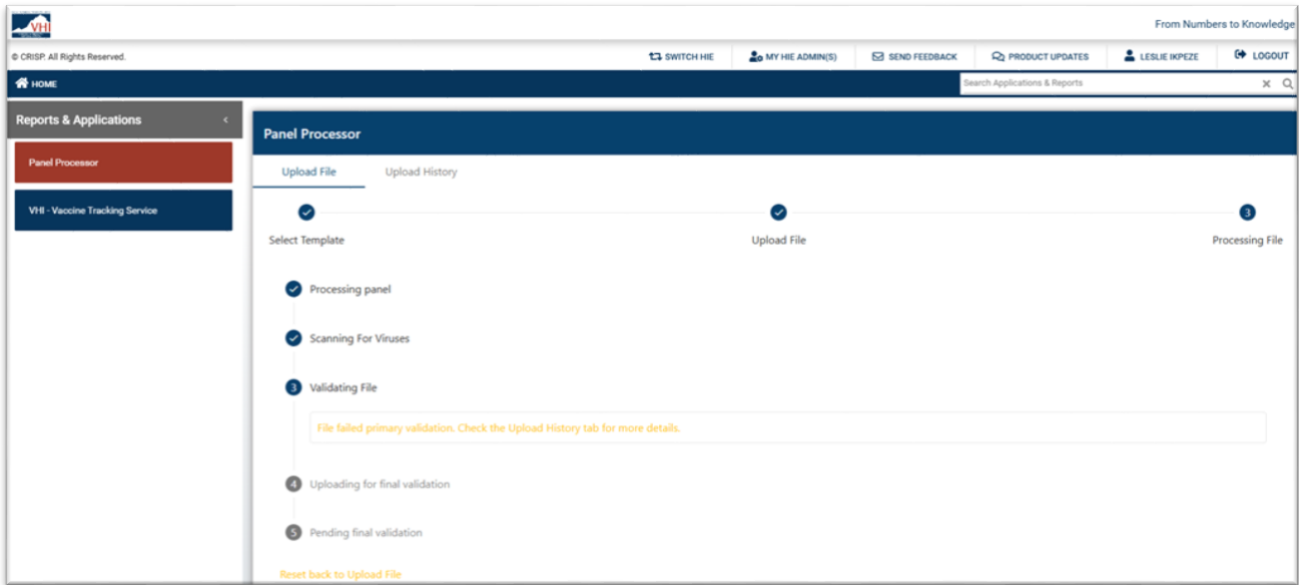 VHI
From Numbers to Knowledge
© CRISP. All Rights Reserved.
SWITCH HIE
MY HIE ADMIN(S)
SEND FEEDBACK
PRODUCT UPDATES
LESLIE IKPEZE
LOGOUT
HOME
Search Applications & Reports
Reports & Applications
Panel Processor
VHI - Vaccine Tracking Service
Panel Processor
Upload File
Upload History
3
Select Template
Upload File
Processing File
Processing panel
Scanning For Viruses
3 Validating File
File failed primary validation. Check the Upload History tab for more details.
4 Uploading for final validation
5 Pending final validation
Reset back to Upload File